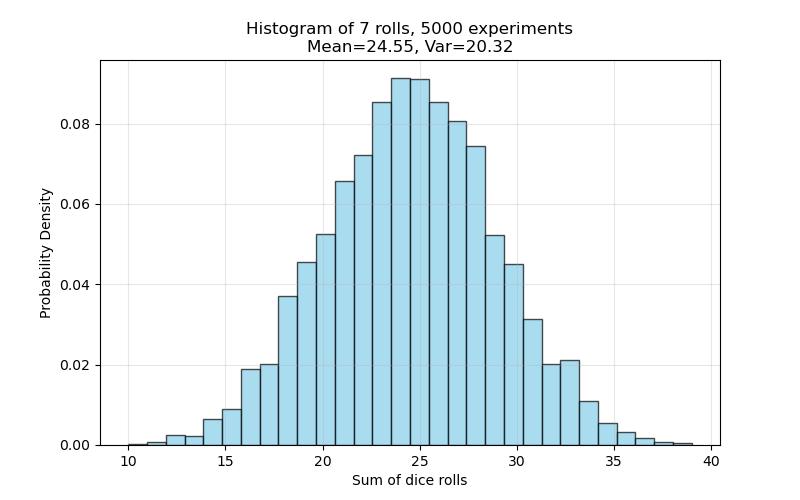 Histogram of 7 rolls, 5000 experiments
Mean=24.55, Var=20.32
Probability Density
0.08
0.06
0.04
0.02
0.00
10 15 20 25 30 35 40
Sum of dice rolls